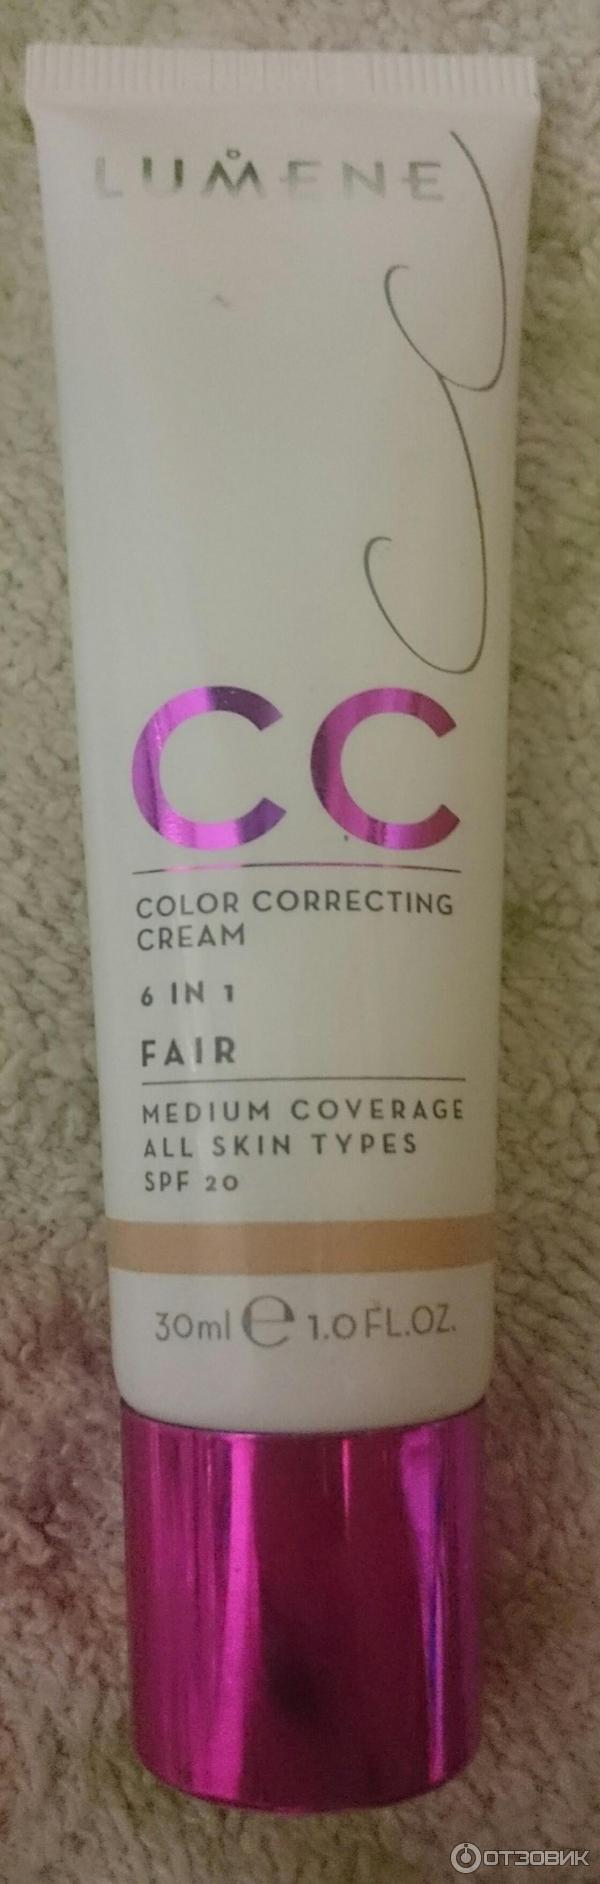 LUMENE
CC
COLOR CORRECTING
CREAM
6 IN 1
FAIR
MEDIUM COVERAGE
ALL SKIN TYPES
SPF 20
30ml ℮ 1.0 FL.OZ.
ОТЗОВИК